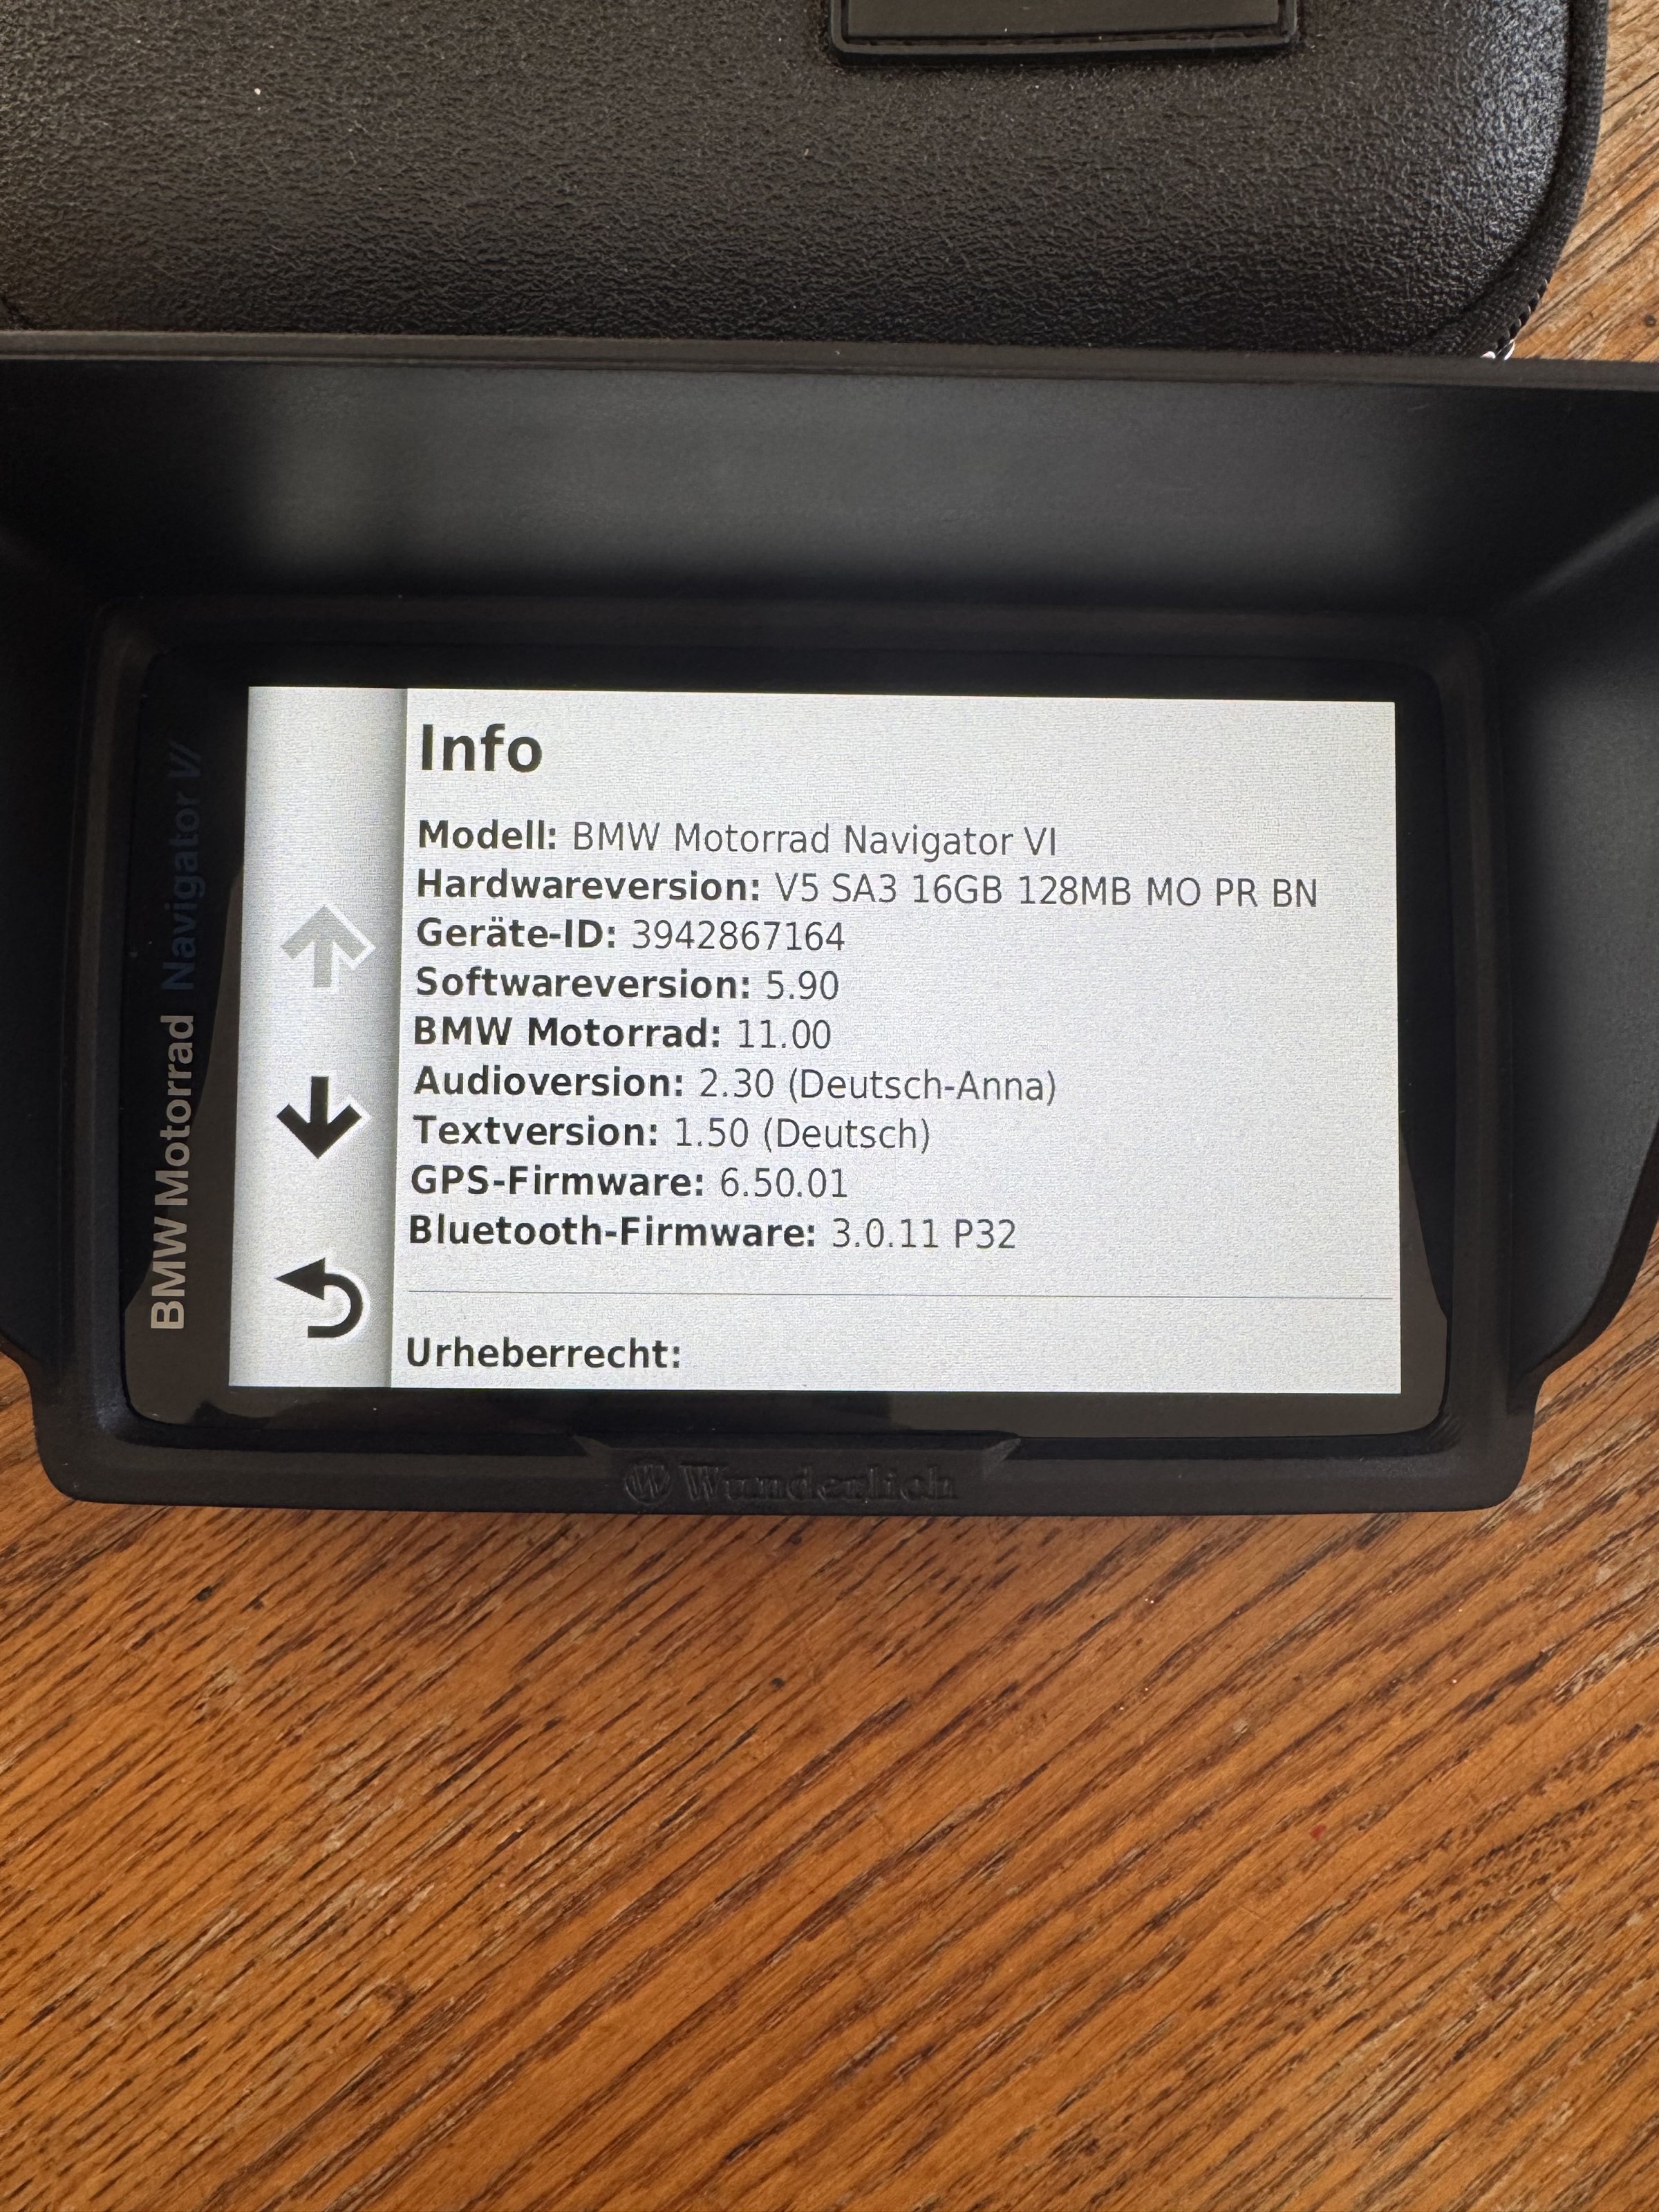 BMW Motorrad Navigator VI
Info
Modell: BMW Motorrad Navigator VI
Hardwareversion: V5 SA3 16GB 128MB MO PR BN
Geräte-ID: 3942867164
Softwareversion: 5.90
BMW Motorrad: 11.00
Audioversion: 2.30 (Deutsch-Anna)
Textversion: 1.50 (Deutsch)
GPS-Firmware: 6.50.01
Bluetooth-Firmware: 3.0.11 P32
Urheberrecht:
W Wunderlich